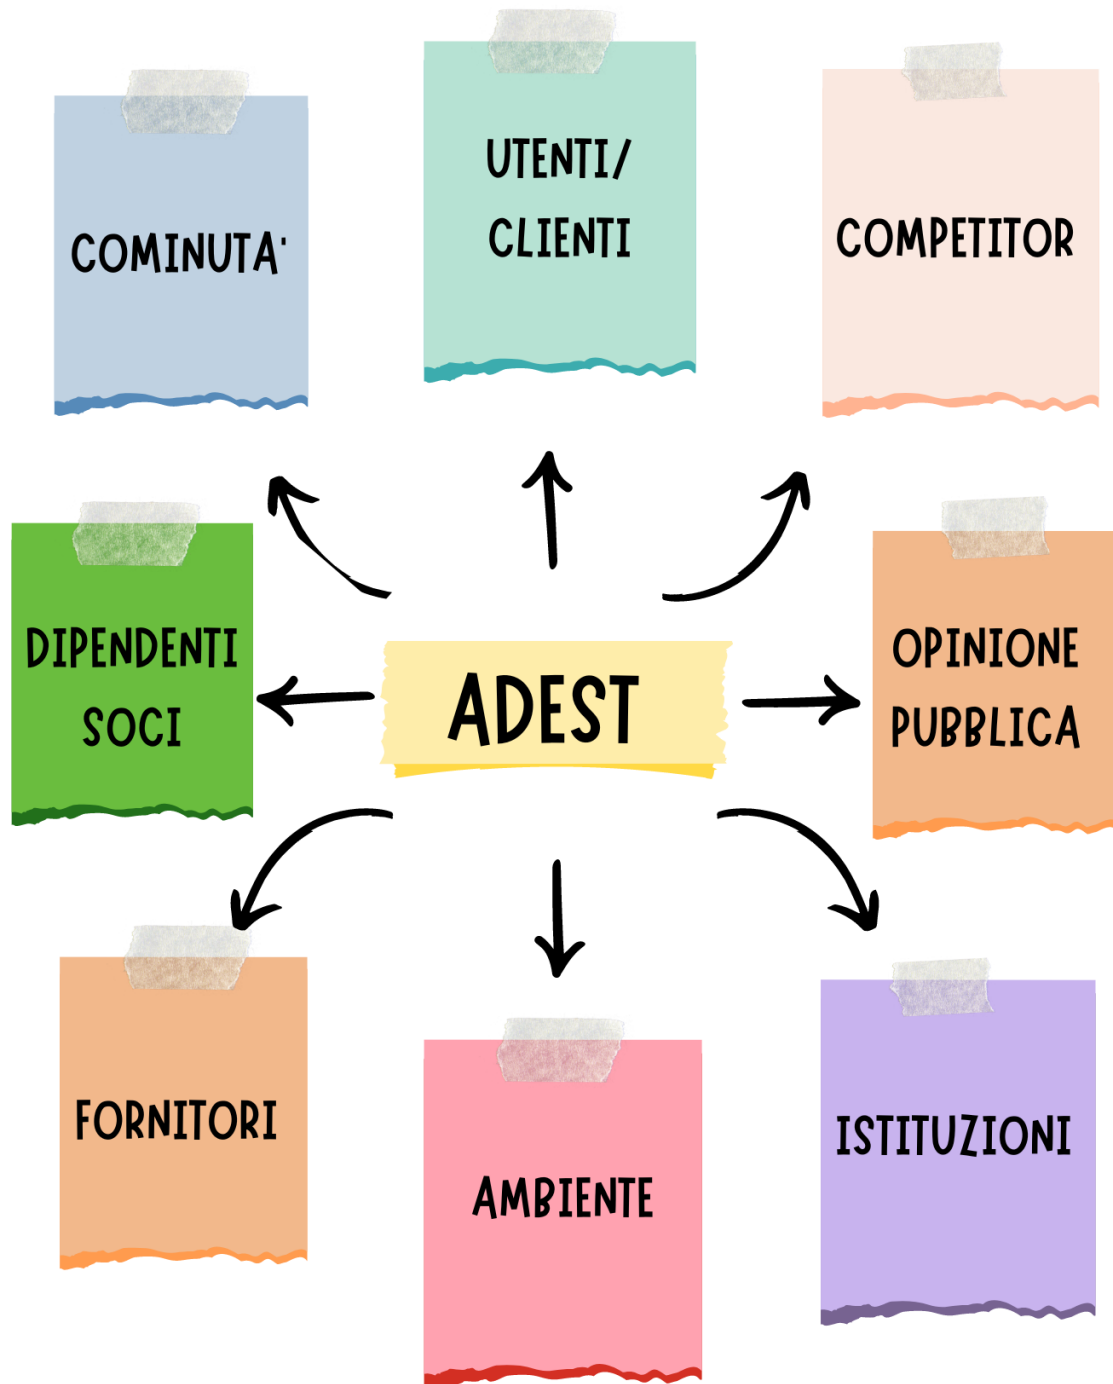 COMINUTA'
UTENTI/
CLIENTI
COMPETITOR
DIPENDENTI
SOCI
ADEST
OPINIONE
PUBBLICA
FORNITORI
AMBIENTE
ISTITUZIONI